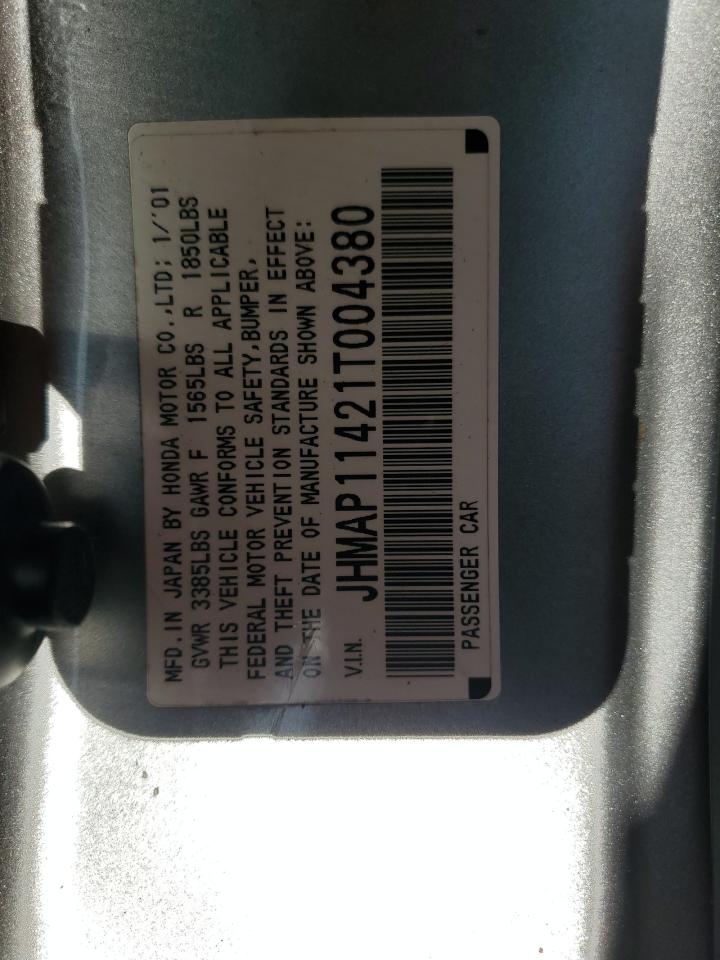 MFD. IN JAPAN BY HONDA MOTOR CO.,LTD; 1/'01
GVWR 3385LBS GAWR F 1565LBS R 1850LBS
THIS VEHICLE CONFORMS TO ALL APPLICABLE
FEDERAL MOTOR VEHICLE SAFETY,BUMPER,
AND THEFT PREVENTION STANDARDS IN EFFECT
ON THE DATE OF MANUFACTURE SHOWN ABOVE:
V.I.N. JHMAP11421T004380
PASSENGER CAR